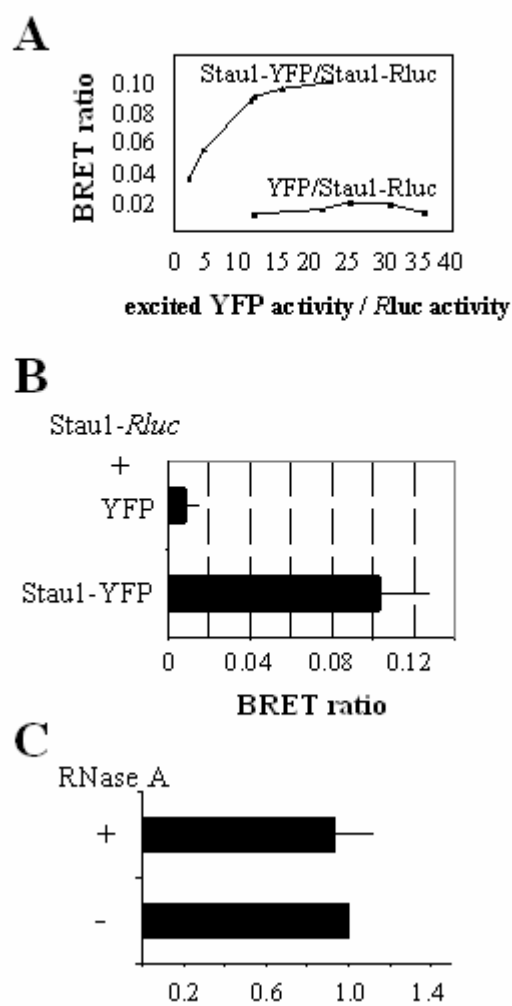 A
BRET ratio
0.10
0.08
0.06
0.04
0.02
Stau1-YFP/Stau1-Rluc
YFP/Stau1-Rluc
0 5 10 15 20 25 30 35 40
excited YFP activity / Rluc activity
B
Stau1-Rluc
+
YFP
Stau1-YFP
0 0.04 0.08 0.12
BRET ratio
C
RNase A
+
-
0.2 0.6 1.0 1.4